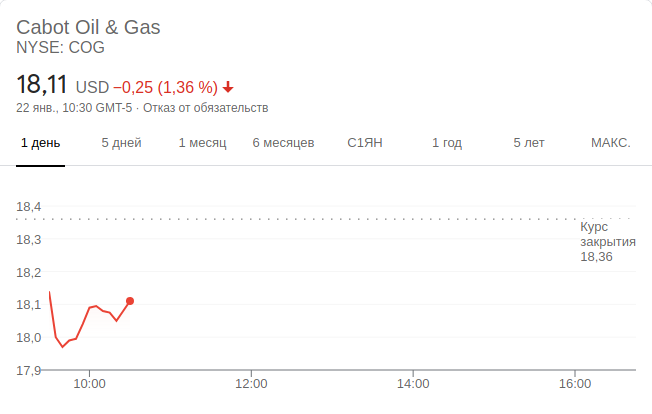 Cabot Oil & Gas
NYSE: COG
18,11 USD −0,25 (1,36 %)
22 янв., 10:30 GMT-5 · Отказ от обязательств
1 день 5 дней 1 месяц 6 месяцев С1ЯН 1 год 5 лет МАКС.
18,4
Курс
18,3 закрытия
18,36
18,2
18,1
18,0
17,9
10:00 12:00 14:00 16:00